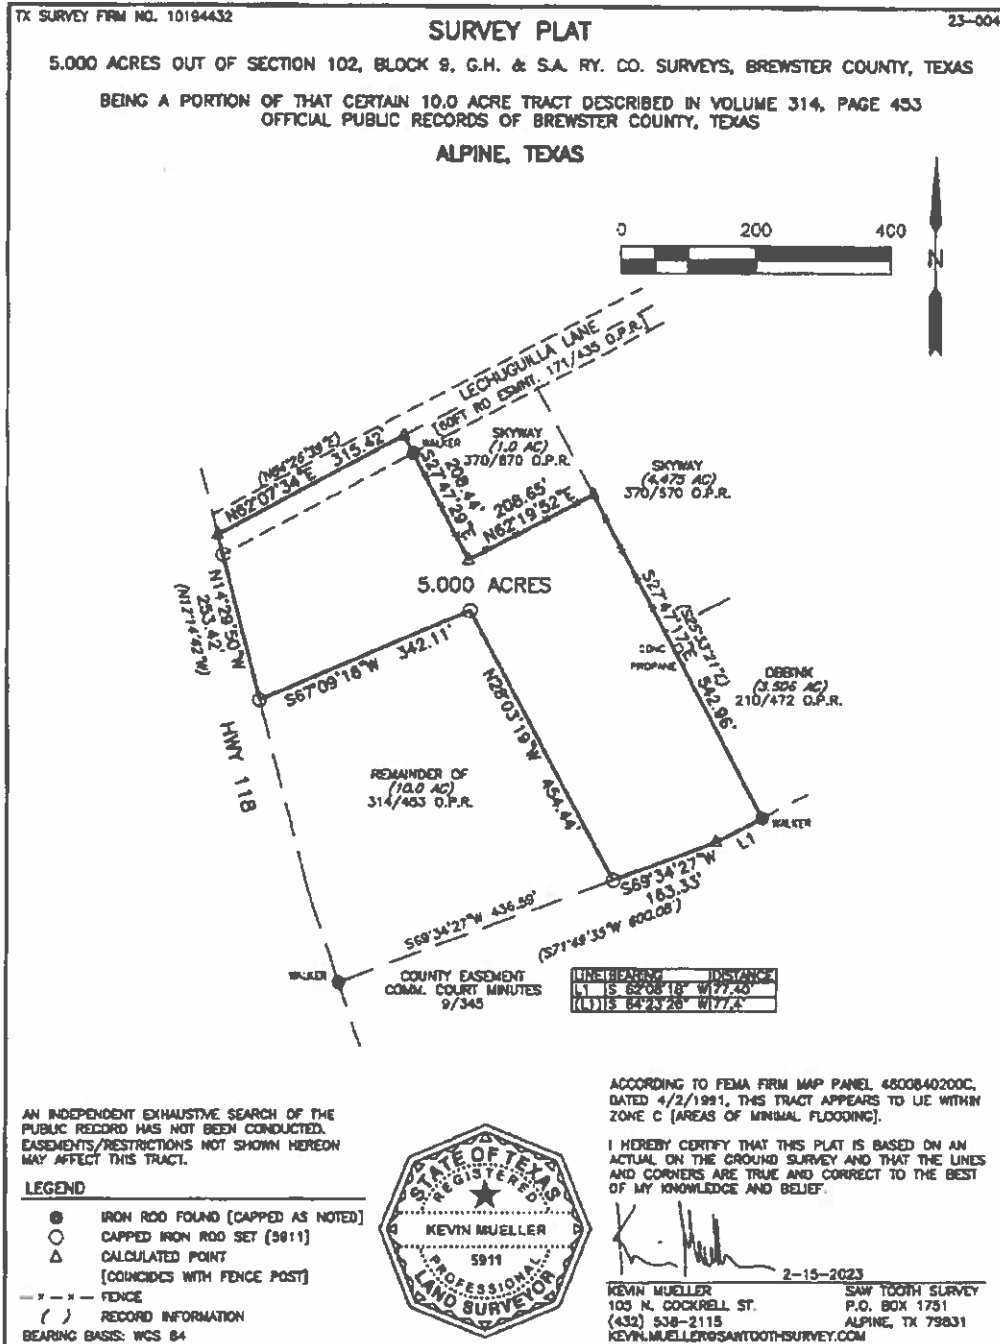 TX SURVEY FIRM NO. 10194432
23-004
SURVEY PLAT
5.000 ACRES OUT OF SECTION 102, BLOCK 9, G.H. & S.A. RY. CO. SURVEYS, BREWSTER COUNTY, TEXAS
BEING A PORTION OF THAT CERTAIN 10.0 ACRE TRACT DESCRIBED IN VOLUME 314, PAGE 453
OFFICIAL PUBLIC RECORDS OF BREWSTER COUNTY, TEXAS
ALPINE, TEXAS
0 200 400
N
LECHUGUILLA LANE
[60FT RD ESMNT. 171/435 O.P.R.]
(N64°26'39"E)
N62°07'34"E 315.42'
WALKER
SKYWAY
(1.0 AC)
370/870 O.P.R.
SKYWAY
(4.475 AC)
370/570 O.P.R.
S27°47'29"E
208.44'
208.65'
N62°19'52"E
5.000 ACRES
N14°29'50"W
253.42'
(N12°14'42"W)
S67°09'18"W 342.11'
S27°47'17"E 542.96'
(S25°33'21"E)
PROPANE
OBBINK
(3.506 AC)
210/472 O.P.R.
N28°03'19"W 454.44'
HWY 118
REMAINDER OF
(10.0 AC)
314/453 O.P.R.
WALKER
L1
S69°34'27"W
163.33'
S69°34'27"W 436.59'
(S71°49'35"W 600.08')
WALKER
COUNTY EASEMENT
COMM. COURT MINUTES
9/345
LINE BEARING DISTANCE
L1 S 62°08'18" W 77.40'
(L1) S 64°23'26" W 77.4'
AN INDEPENDENT EXHAUSTIVE SEARCH OF THE
PUBLIC RECORD HAS NOT BEEN CONDUCTED.
EASEMENTS/RESTRICTIONS NOT SHOWN HEREON
MAY AFFECT THIS TRACT.
LEGEND
IRON ROD FOUND [CAPPED AS NOTED]
CAPPED IRON ROD SET (5911)
CALCULATED POINT
[COINCIDES WITH FENCE POST]
FENCE
( ) RECORD INFORMATION
BEARING BASIS: WGS 84
STATE OF TEXAS
REGISTERED
KEVIN MUELLER
5911
PROFESSIONAL
LAND SURVEYOR
ACCORDING TO FEMA FIRM MAP PANEL 4800840200C,
DATED 4/2/1991, THIS TRACT APPEARS TO LIE WITHIN
ZONE C [AREAS OF MINIMAL FLOODING].
I HEREBY CERTIFY THAT THIS PLAT IS BASED ON AN
ACTUAL ON THE GROUND SURVEY AND THAT THE LINES
AND CORNERS ARE TRUE AND CORRECT TO THE BEST
OF MY KNOWLEDGE AND BELIEF.
2-15-2023
KEVIN MUELLER
105 N. COCKRELL ST.
(432) 538-2115
KEVIN.MUELLER@SAWTOOTHSURVEY.COM
SAW TOOTH SURVEY
P.O. BOX 1751
ALPINE, TX 79831